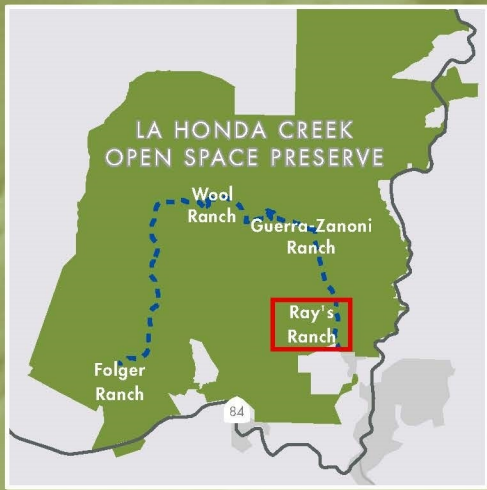 LA HONDA CREEK
OPEN SPACE PRESERVE
Wool
Ranch
Guerra-Zanoni
Ranch
Ray's
Ranch
Folger
Ranch
84